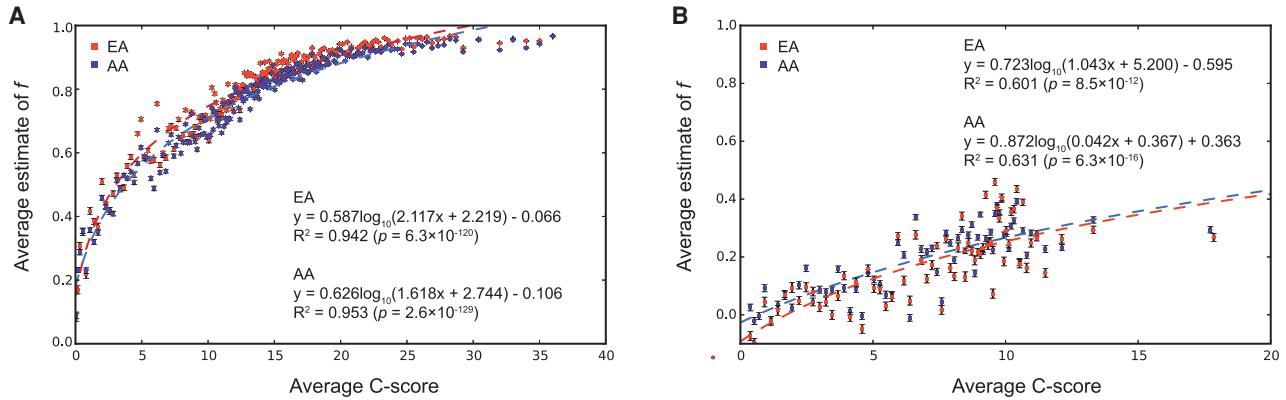 A
Average estimate of f
1.0
0.8
0.6
0.4
0.2
0.0
EA
AA
EA
y = 0.587log10(2.117x + 2.219) - 0.066
R² = 0.942 (p = 6.3×10⁻¹²⁰)
AA
y = 0.626log10(1.618x + 2.744) - 0.106
R² = 0.953 (p = 2.6×10⁻¹²⁹)
0 5 10 15 20 25 30 35 40
Average C-score
B
Average estimate of f
1.0
0.8
0.6
0.4
0.2
0.0
EA
AA
EA
y = 0.723log10(1.043x + 5.200) - 0.595
R² = 0.601 (p = 8.5×10⁻¹²)
AA
y = 0..872log10(0.042x + 0.367) + 0.363
R² = 0.631 (p = 6.3×10⁻¹⁶)
0 5 10 15 20
Average C-score